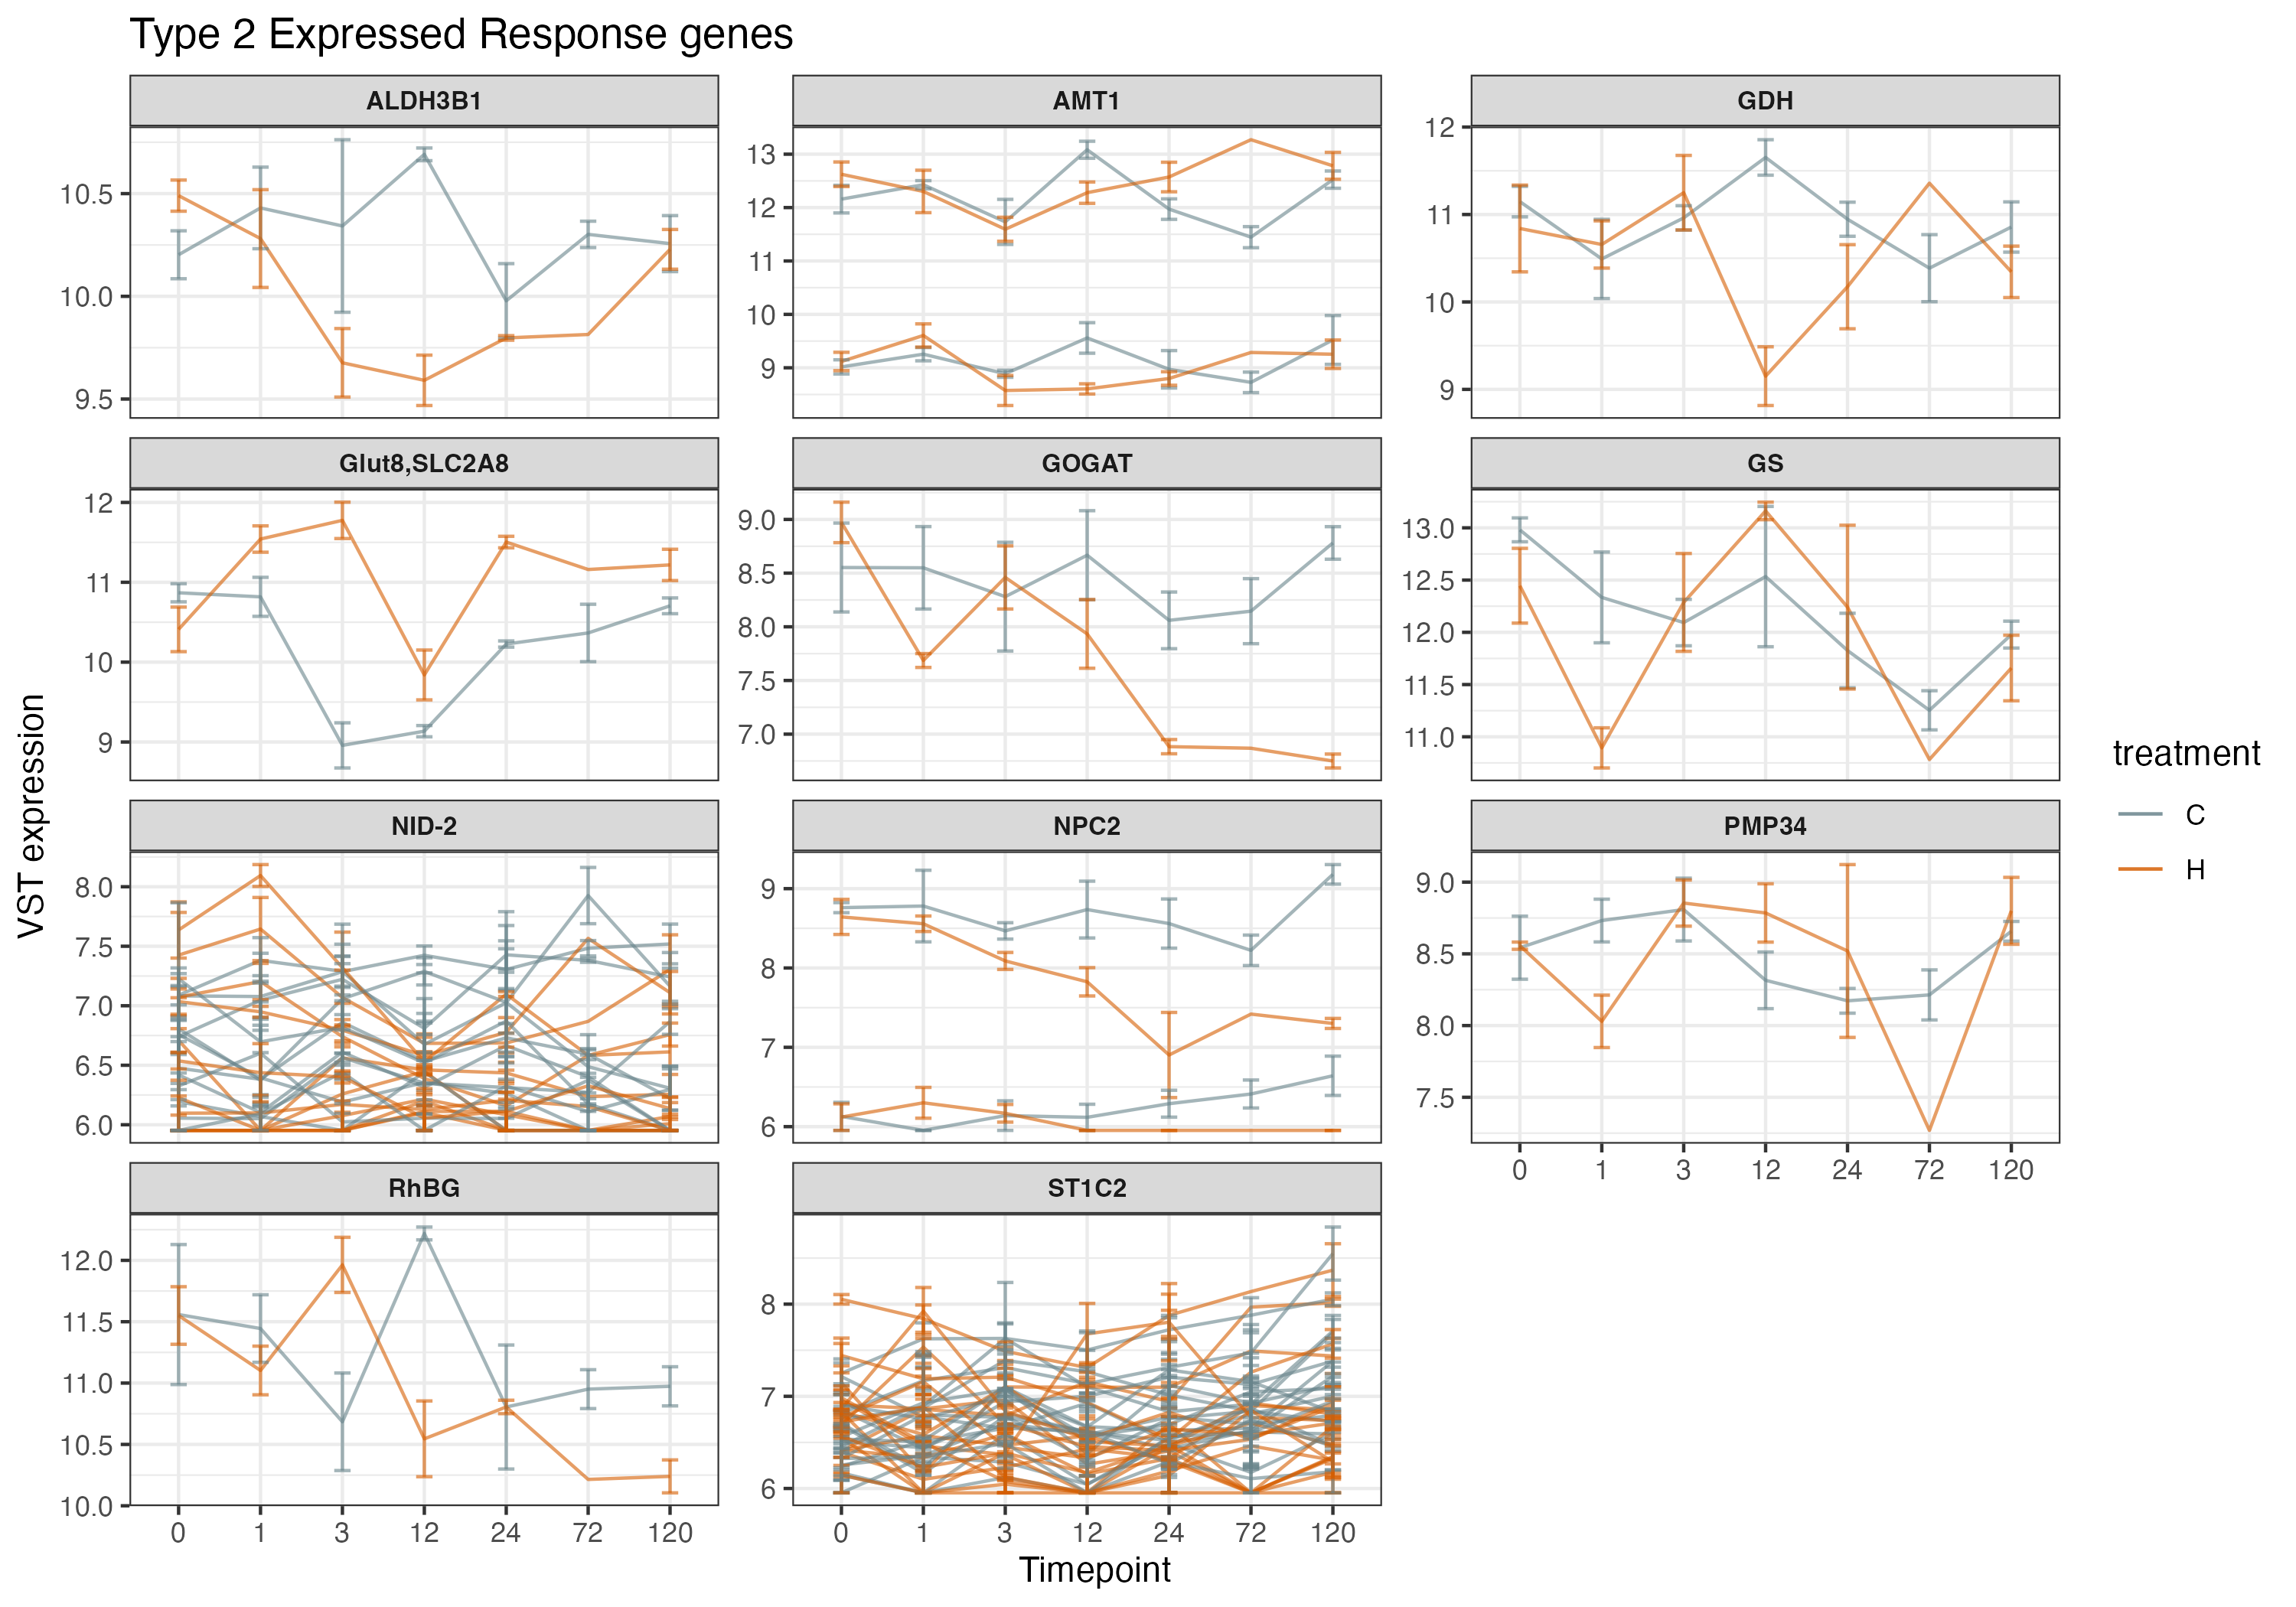 Type 2 Expressed Response genes
ALDH3B1
AMT1
GDH
10.5
10.0
9.5
13
12
11
10
9
12
11
10
9
Glut8,SLC2A8
GOGAT
GS
12
11
10
9
9.0
8.5
8.0
7.5
7.0
13.0
12.5
12.0
11.5
11.0
NID-2
NPC2
PMP34
8.0
7.5
7.0
6.5
6.0
9
8
7
6
9.0
8.5
8.0
7.5
0 1 3 12 24 72 120
RhBG
ST1C2
12.0
11.5
11.0
10.5
10.0
8
7
6
0 1 3 12 24 72 120
0 1 3 12 24 72 120
Timepoint
VST expression
treatment
C
H